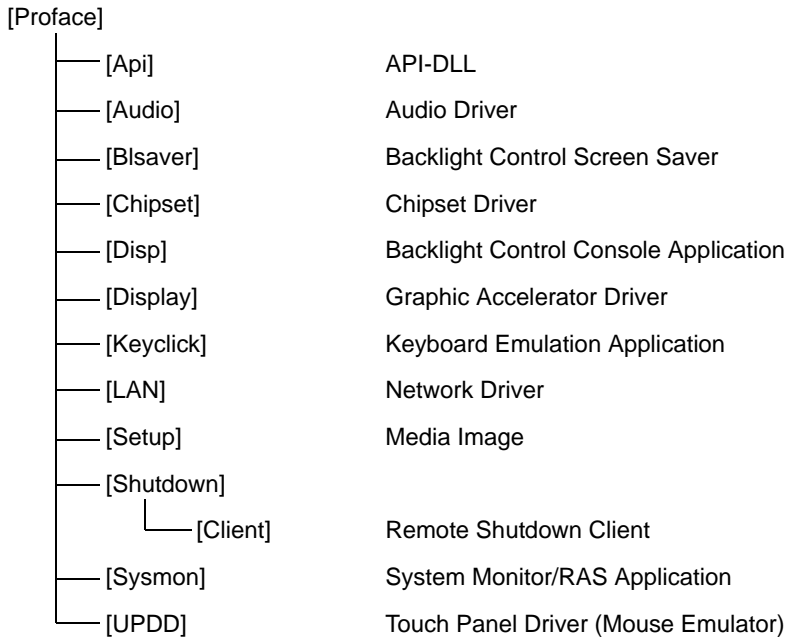 [Proface]
[Api] API-DLL
[Audio] Audio Driver
[Blsaver] Backlight Control Screen Saver
[Chipset] Chipset Driver
[Disp] Backlight Control Console Application
[Display] Graphic Accelerator Driver
[Keyclick] Keyboard Emulation Application
[LAN] Network Driver
[Setup] Media Image
[Shutdown]
[Client] Remote Shutdown Client
[Sysmon] System Monitor/RAS Application
[UPDD] Touch Panel Driver (Mouse Emulator)